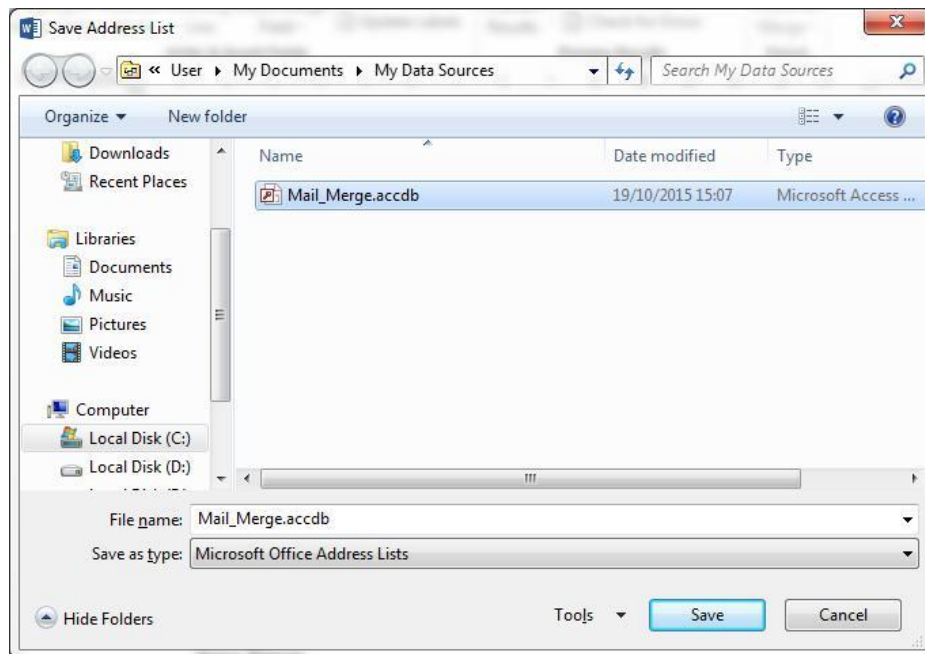 Save Address List
« User ▸ My Documents ▸ My Data Sources
Search My Data Sources
Organize
New folder
Downloads
Recent Places
Libraries
Documents
Music
Pictures
Videos
Computer
Local Disk (C:)
Local Disk (D:)
Name Date modified Type
Mail_Merge.accdb 19/10/2015 15:07 Microsoft Access ...
File name: Mail_Merge.accdb
Save as type: Microsoft Office Address Lists
Hide Folders
Tools
Save
Cancel